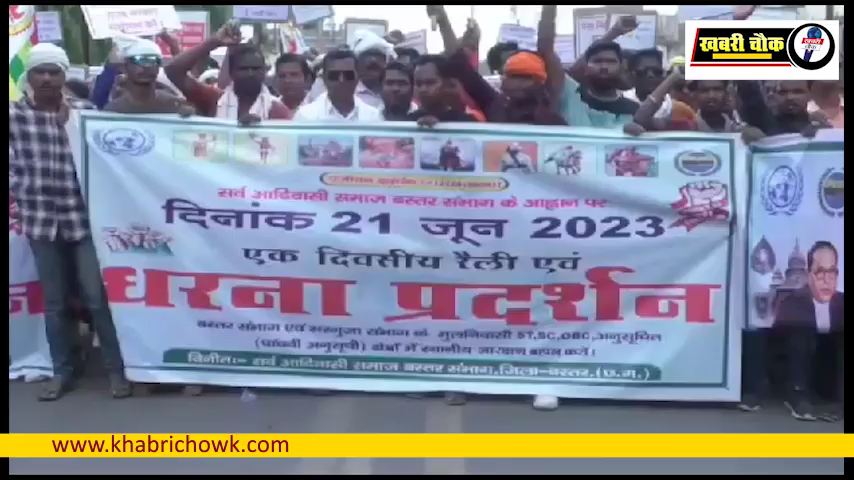 खबरी चौक
सर्व आदिवासी समाज बस्तर संभाग के आह्वान पर
दिनांक 21 जून 2023
एक दिवसीय रैली एवं
धरना प्रदर्शन
बस्तर संभाग एवं सरगुजा संभाग के मुलनिवासी ST,SC,OBC,अनुसूचित
(पांचवी अनुसूची) क्षेत्रों में स्थानीय आरक्षण बहाल करें।
विनीत:- सर्व आदिवासी समाज बस्तर संभाग, जिला-बस्तर, (छ.ग.)
www.khabrichowk.com